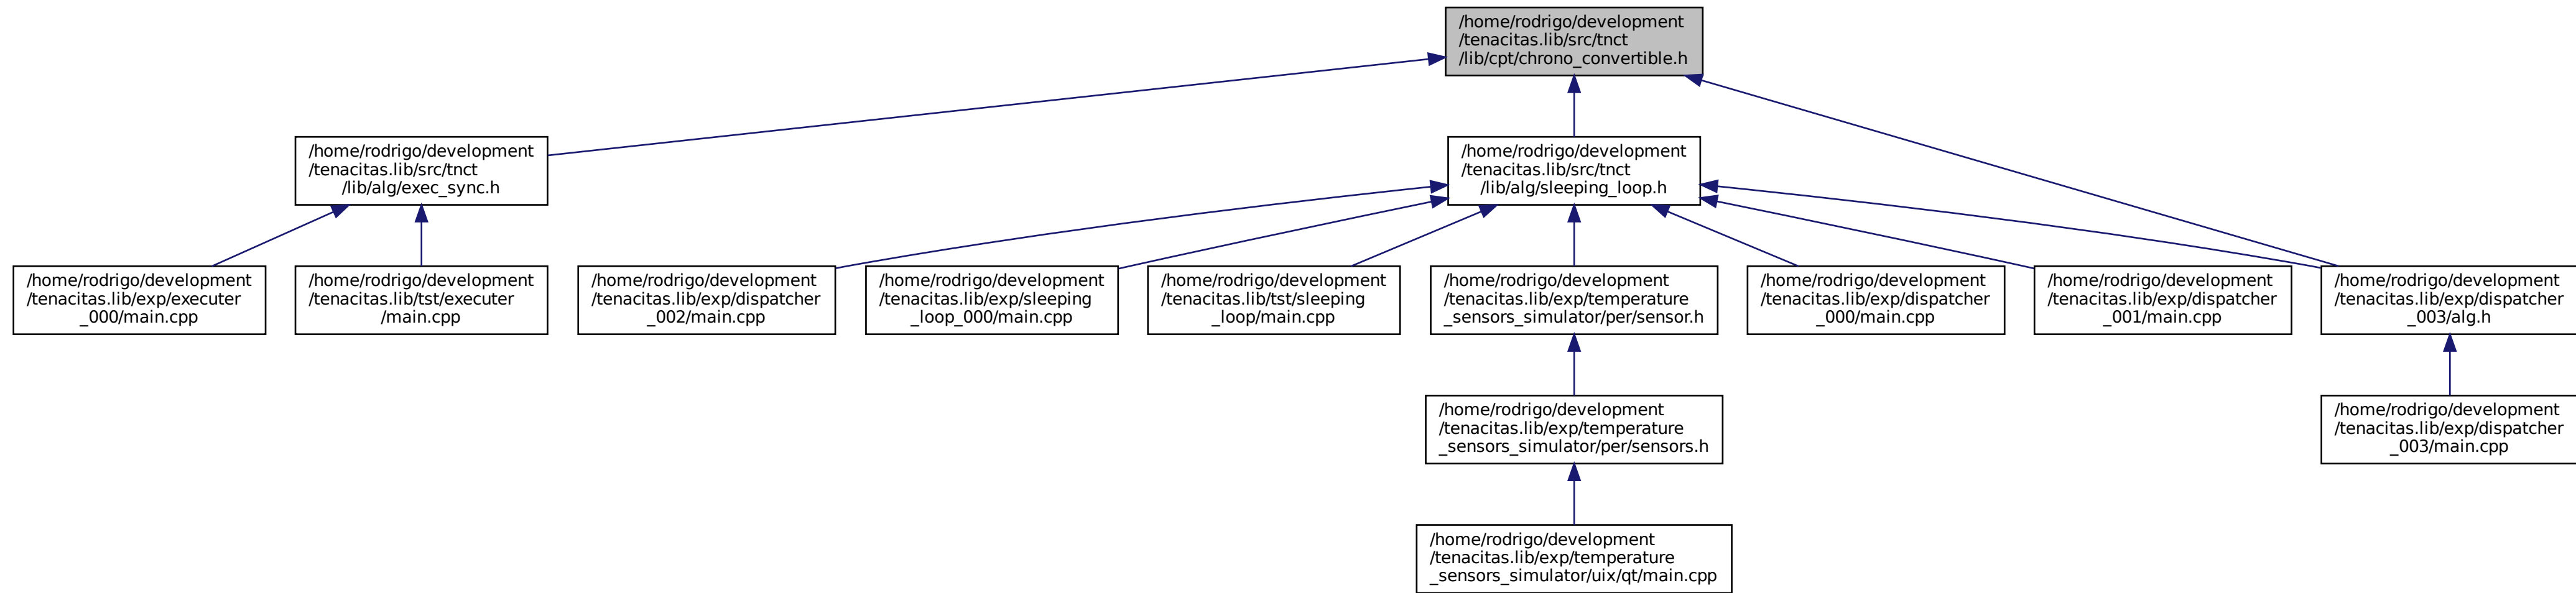 /home/rodrigo/development
/tenacitas.lib/src/tnct
/lib/cpt/chrono_convertible.h
/home/rodrigo/development
/tenacitas.lib/src/tnct
/lib/alg/exec_sync.h
/home/rodrigo/development
/tenacitas.lib/src/tnct
/lib/alg/sleeping_loop.h
/home/rodrigo/development
/tenacitas.lib/exp/executer
_000/main.cpp
/home/rodrigo/development
/tenacitas.lib/tst/executer
/main.cpp
/home/rodrigo/development
/tenacitas.lib/exp/dispatcher
_002/main.cpp
/home/rodrigo/development
/tenacitas.lib/exp/sleeping
_loop_000/main.cpp
/home/rodrigo/development
/tenacitas.lib/tst/sleeping
_loop/main.cpp
/home/rodrigo/development
/tenacitas.lib/exp/temperature
_sensors_simulator/per/sensor.h
/home/rodrigo/development
/tenacitas.lib/exp/dispatcher
_000/main.cpp
/home/rodrigo/development
/tenacitas.lib/exp/dispatcher
_001/main.cpp
/home/rodrigo/development
/tenacitas.lib/exp/dispatcher
_003/alg.h
/home/rodrigo/development
/tenacitas.lib/exp/temperature
_sensors_simulator/per/sensors.h
/home/rodrigo/development
/tenacitas.lib/exp/dispatcher
_003/main.cpp
/home/rodrigo/development
/tenacitas.lib/exp/temperature
_sensors_simulator/uix/qt/main.cpp